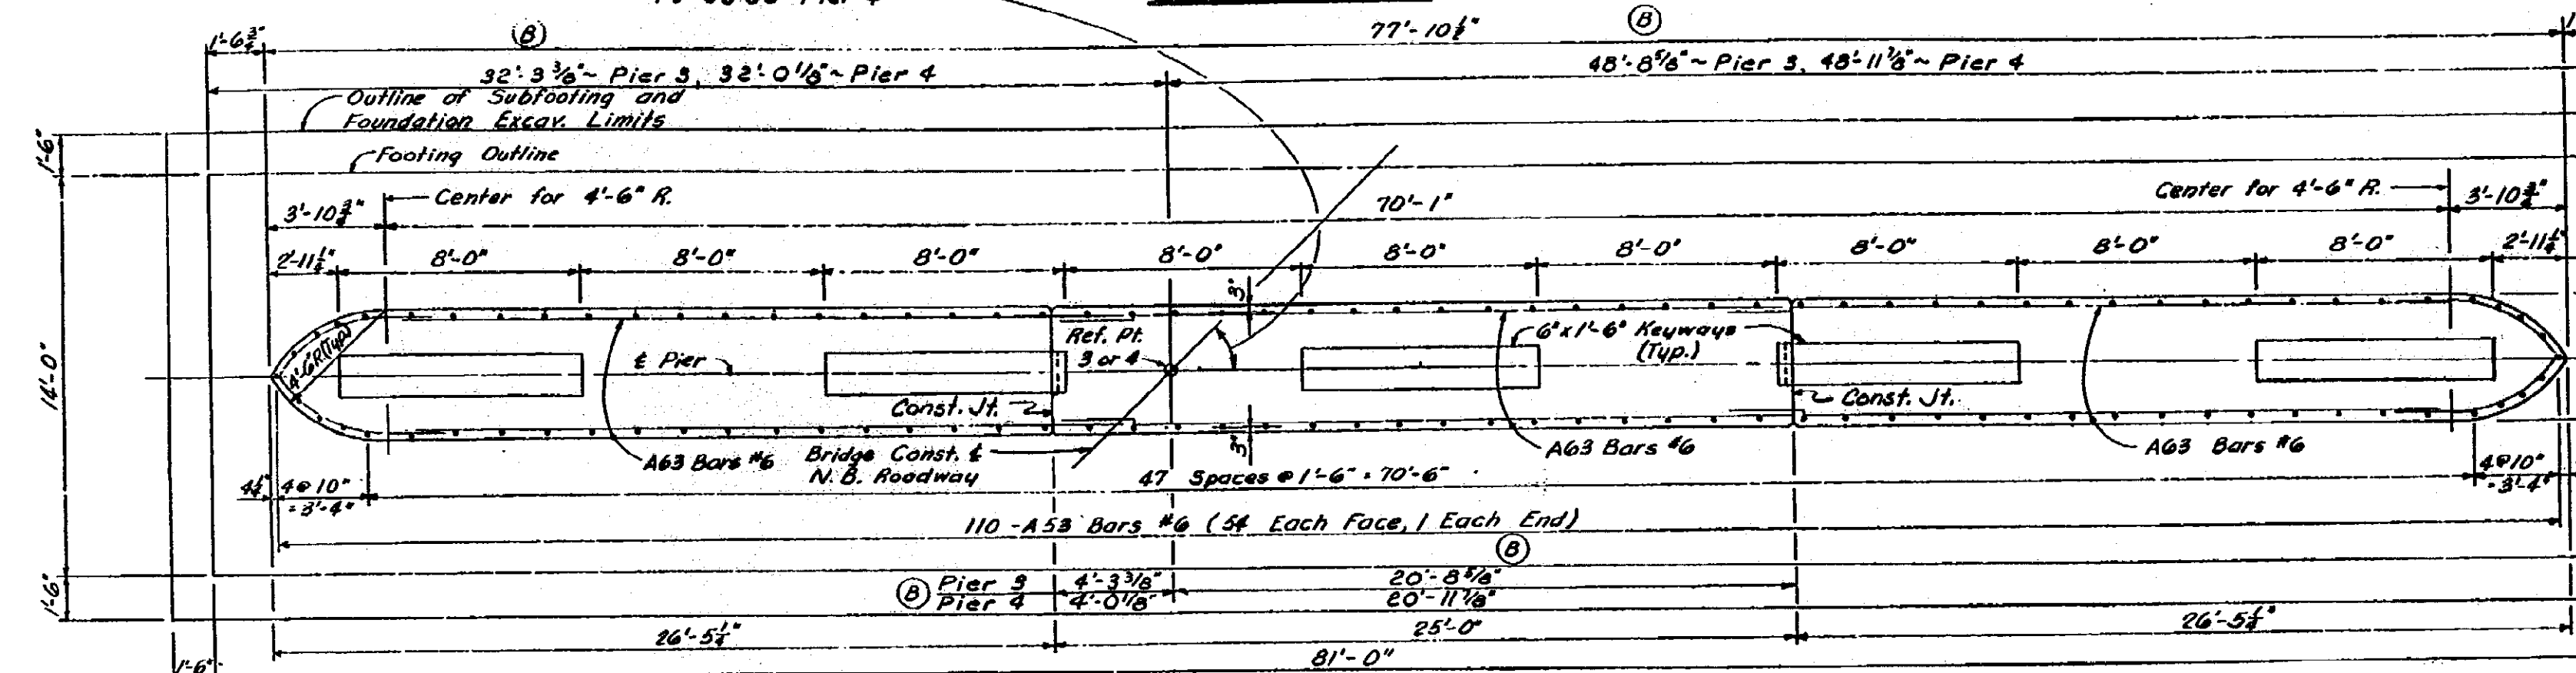 Pier 4
1'-6¾"
B
77'-10½"
B
32'-3⅜" ~ Pier 3, 32'-0⅛" ~ Pier 4
48'-8⅝" ~ Pier 3, 48'-11⅞" ~ Pier 4
Outline of Subfooting and
Foundation Excav. Limits
1'-6"
Footing Outline
Center for 4'-6" R.
Center for 4'-6" R.
3'-10¾"
70'-1"
3'-10¾"
2'-11¼"
8'-0"
8'-0"
8'-0"
8'-0"
8'-0"
8'-0"
8'-0"
8'-0"
8'-0"
2'-11¼"
3"
4'-6" R (Typ.)
Ref. Pt.
3 or 4
6" x 1'-6" Keyways
(Typ.)
℄ Pier
14'-0"
Const. Jt.
Const. Jt.
3"
A63 Bars #6
Bridge Const. ℄
N. B. Roadway
A63 Bars #6
A63 Bars #6
4¼"
4@10"
=3'-4"
47 Spaces @ 1'-6" = 70'-6"
4@10"
=3'-4"
110 - A53 Bars #6 (54 Each Face, 1 Each End)
B
B
Pier 3
4'-3⅜"
20'-8⅝"
Pier 4
4'-0⅛"
20'-11⅞"
1'-6"
26'-5¼"
25'-0"
26'-5¼"
81'-0"
1'-6"